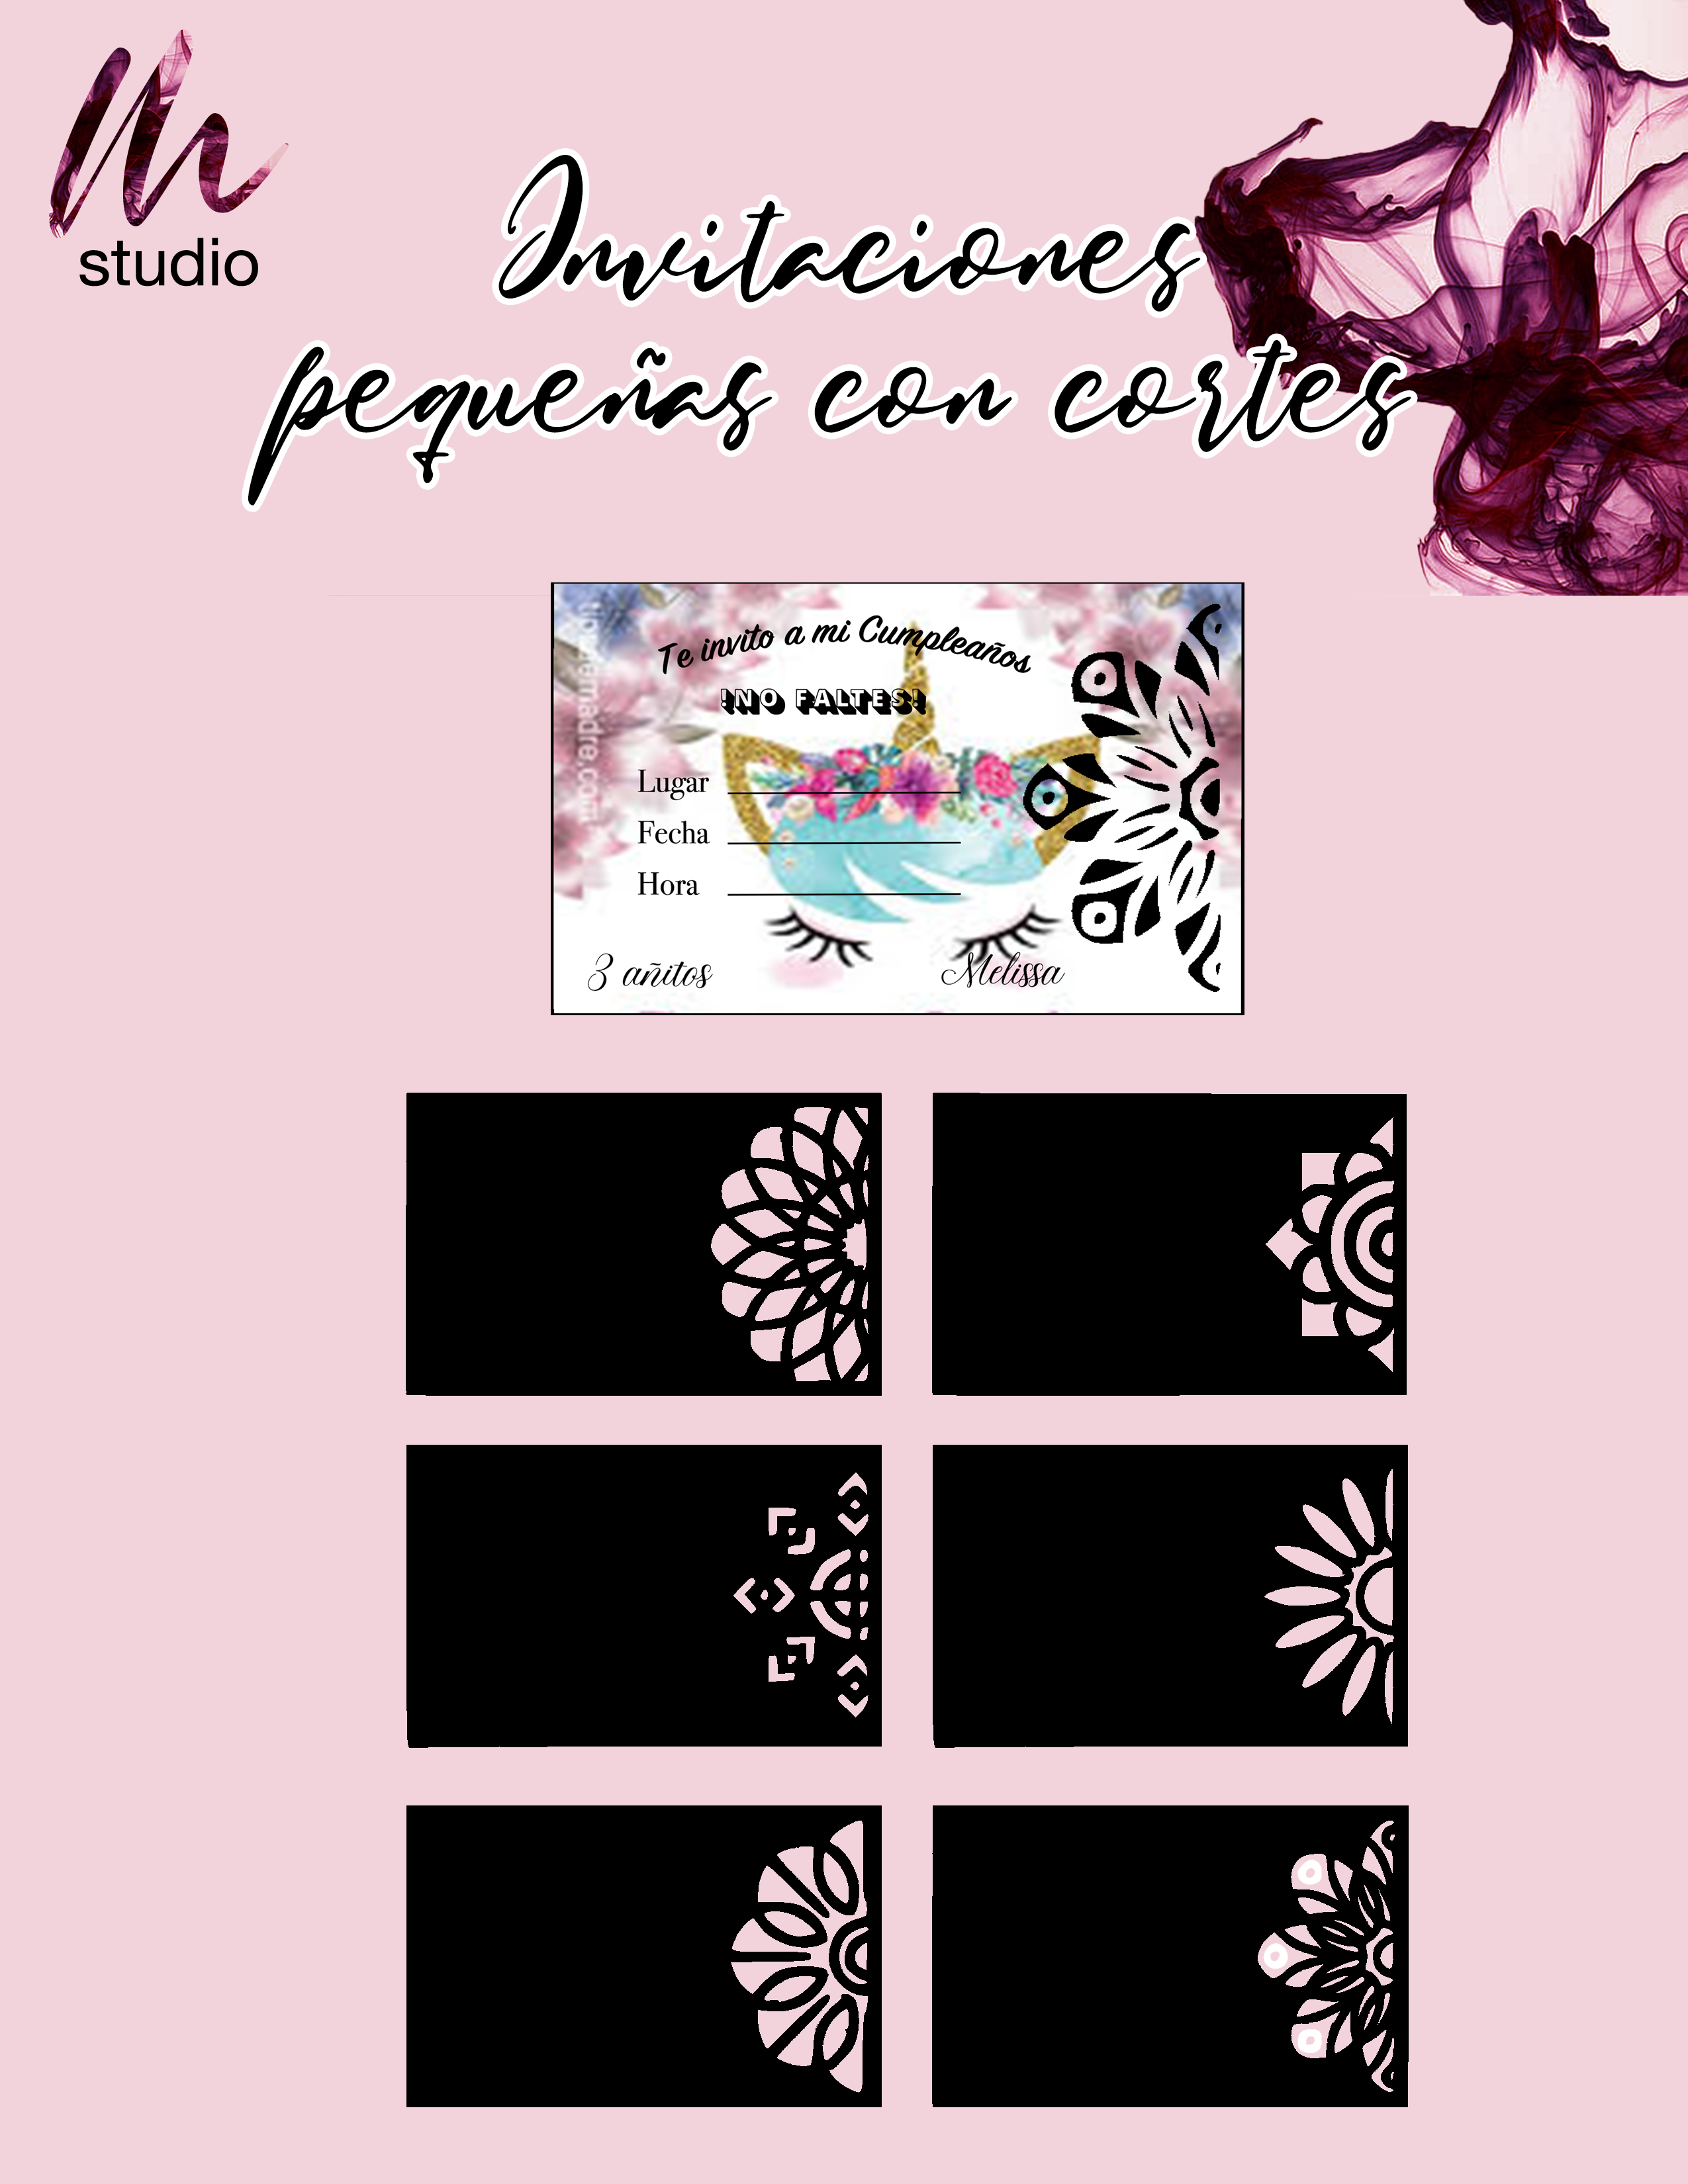 m
studio
Invitaciones
pequeñas con cortes
Te invito a mi Cumpleaños
!NO FALTES!
Lugar
Fecha
Hora
3 añitos
Melissa